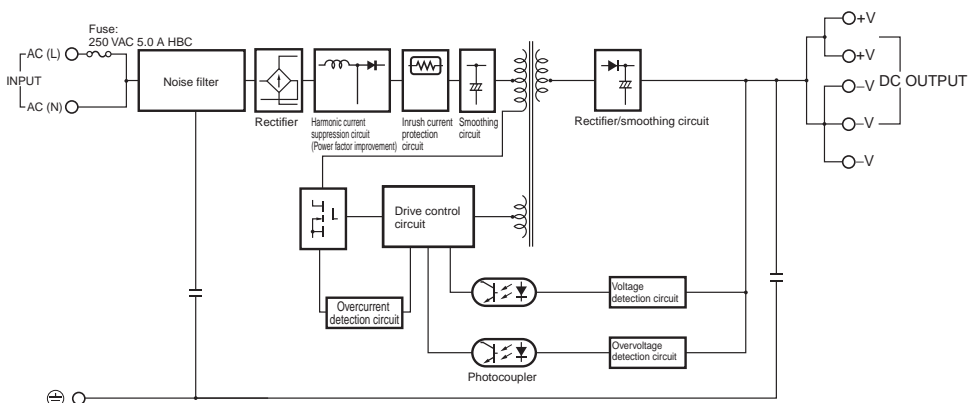 Fuse:
250 VAC 5.0 A HBC
AC (L)
INPUT
AC (N)
Noise filter
Rectifier
Harmonic current
suppression circuit
(Power factor improvement)
Inrush current
protection
circuit
Smoothing
circuit
Rectifier/smoothing circuit
+V
+V
DC OUTPUT
–V
–V
–V
Drive control
circuit
Overcurrent
detection circuit
Voltage
detection circuit
Overvoltage
detection circuit
Photocoupler